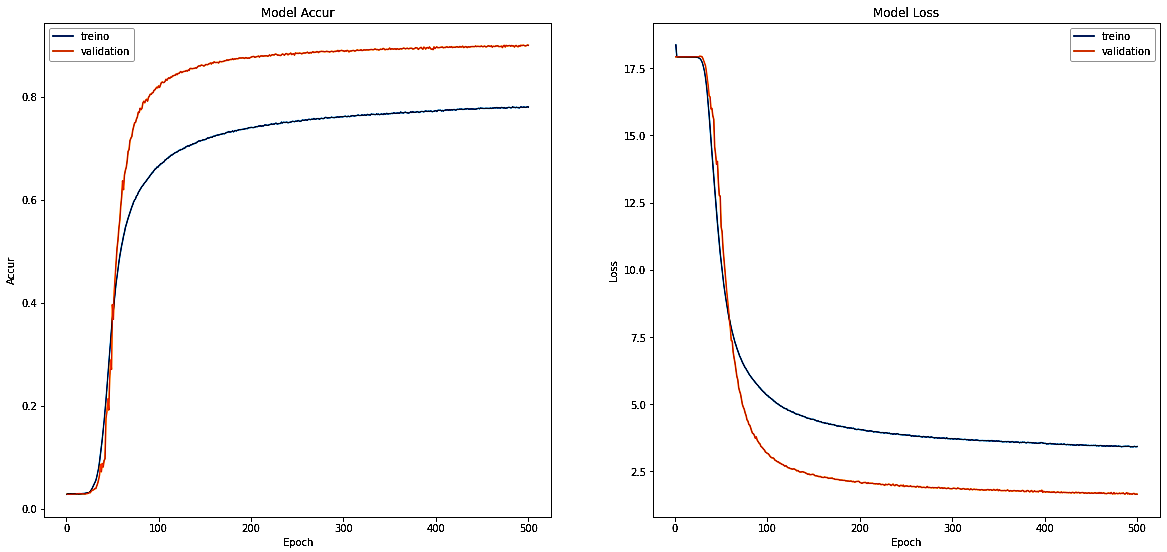 Model Accur
treino
validation
0.8
0.6
0.4
0.2
0.0
Accur
0 100 200 300 400 500
Epoch
Model Loss
treino
validation
17.5
15.0
12.5
10.0
7.5
5.0
2.5
Loss
0 100 200 300 400 500
Epoch